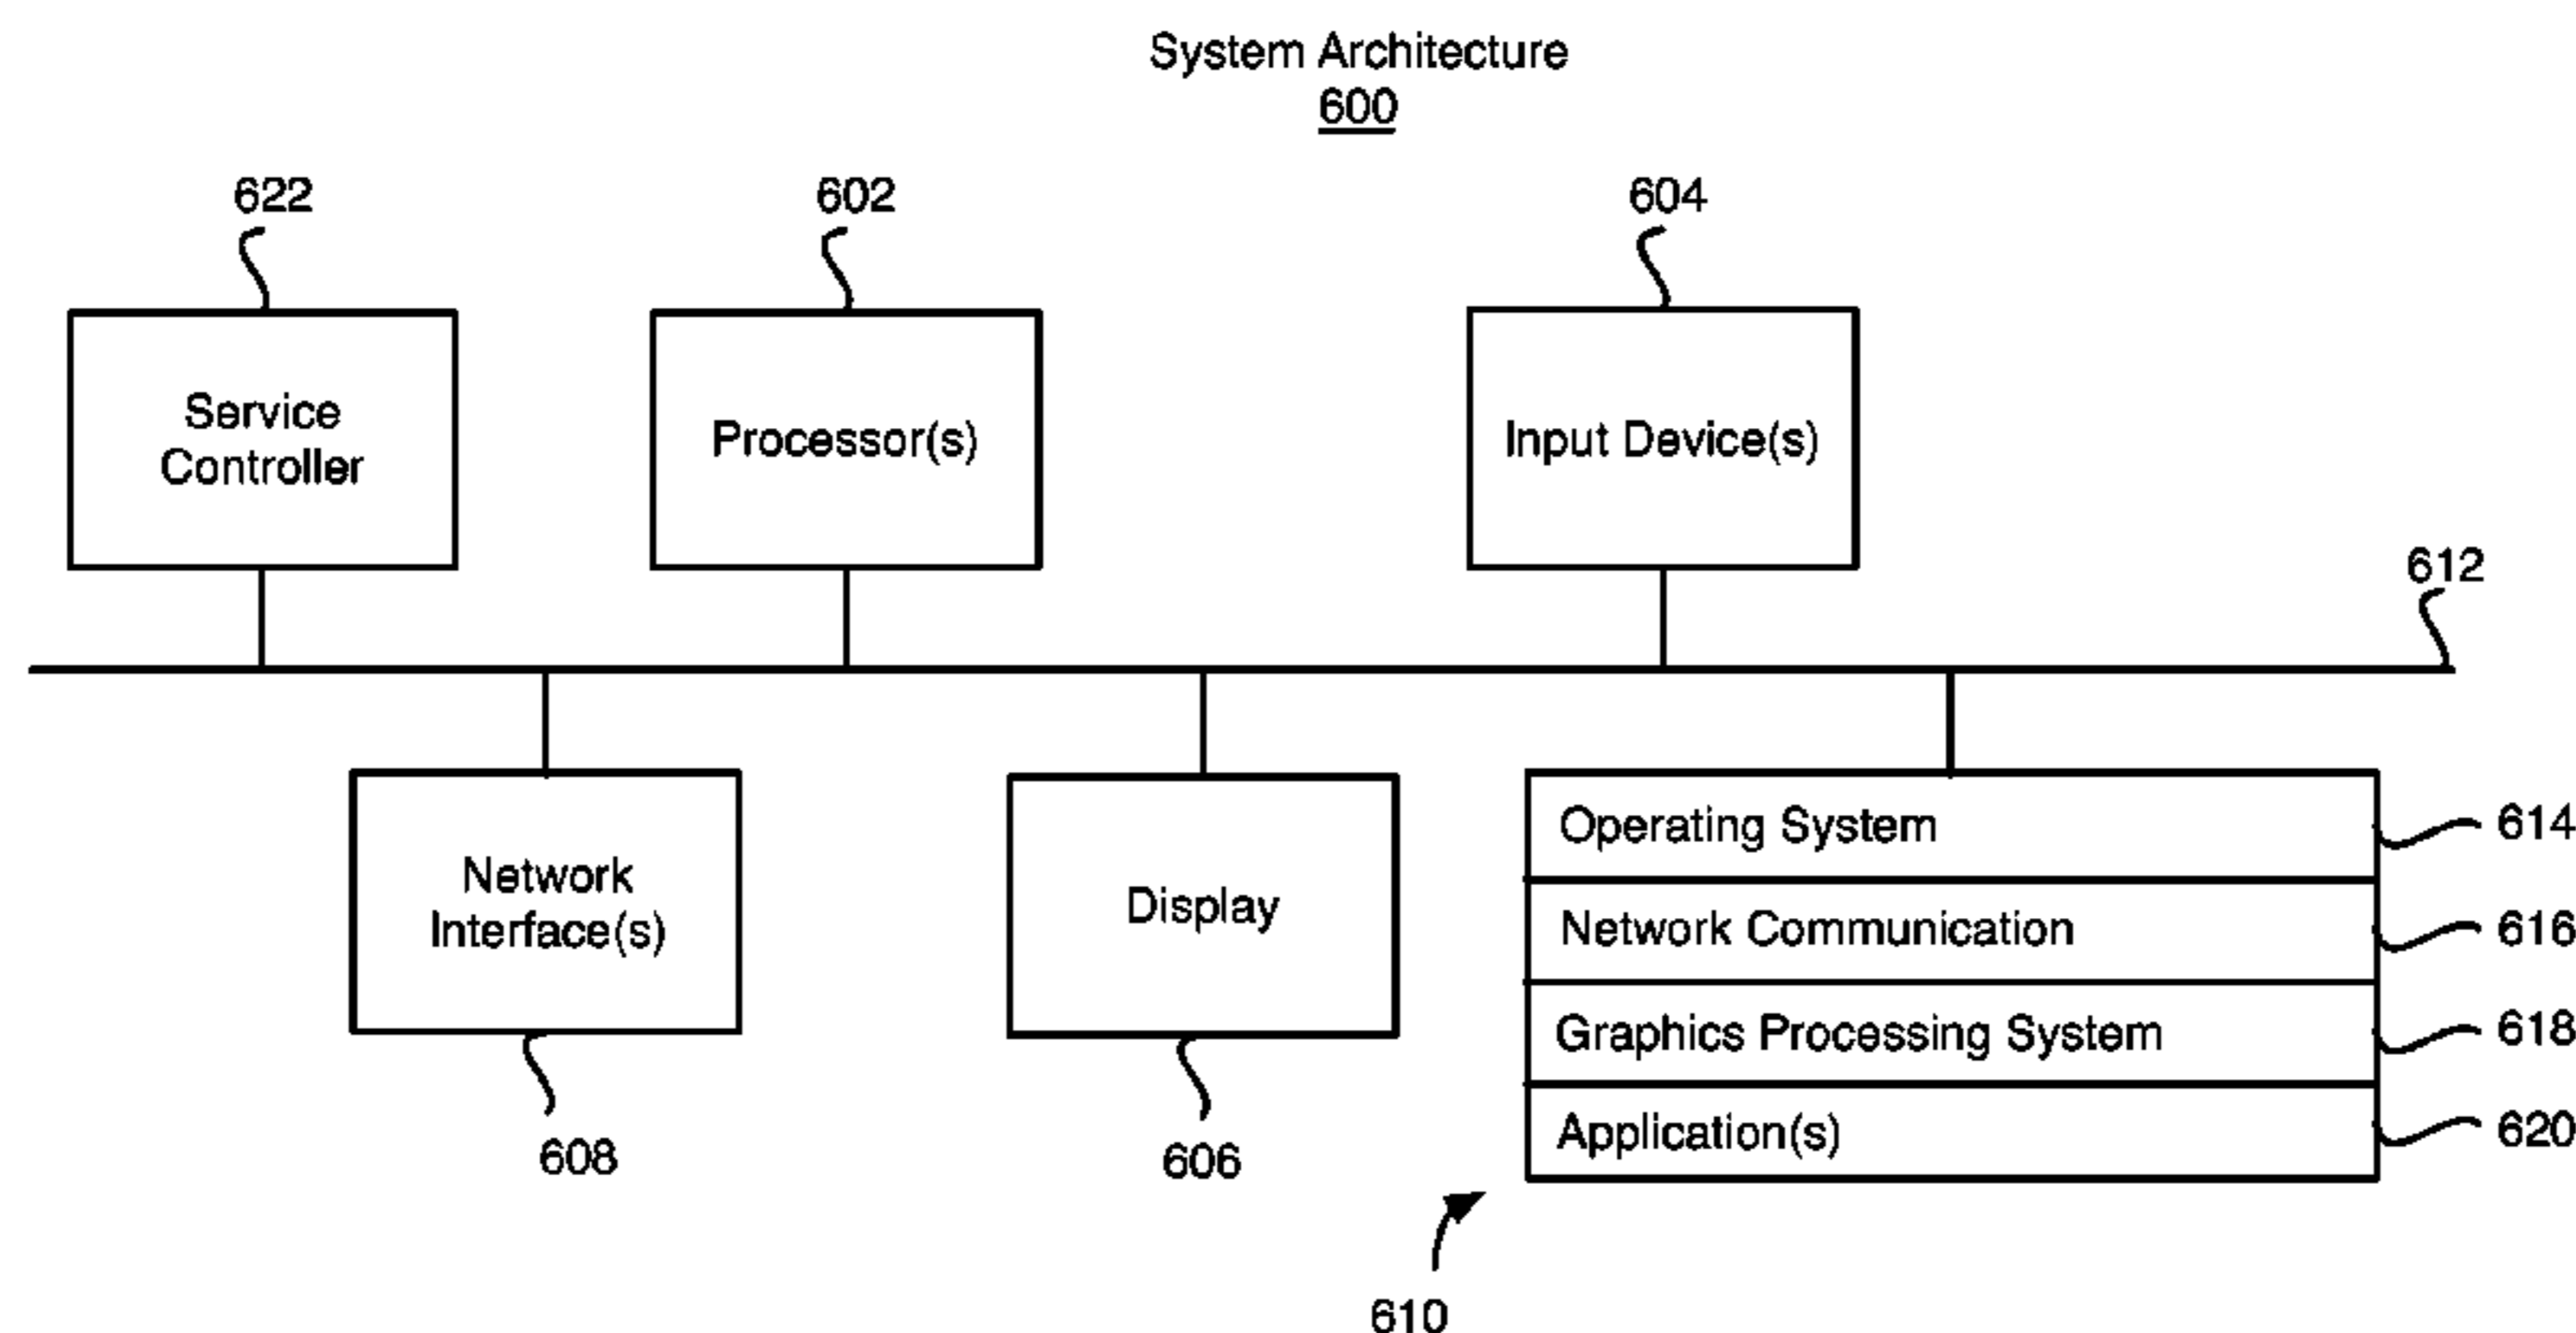 System Architecture
600
622
602
604
Service
Controller
Processor(s)
Input Device(s)
612
Network
Interface(s)
Display
Operating System
614
Network Communication
616
Graphics Processing System
618
Application(s)
620
608
606
610